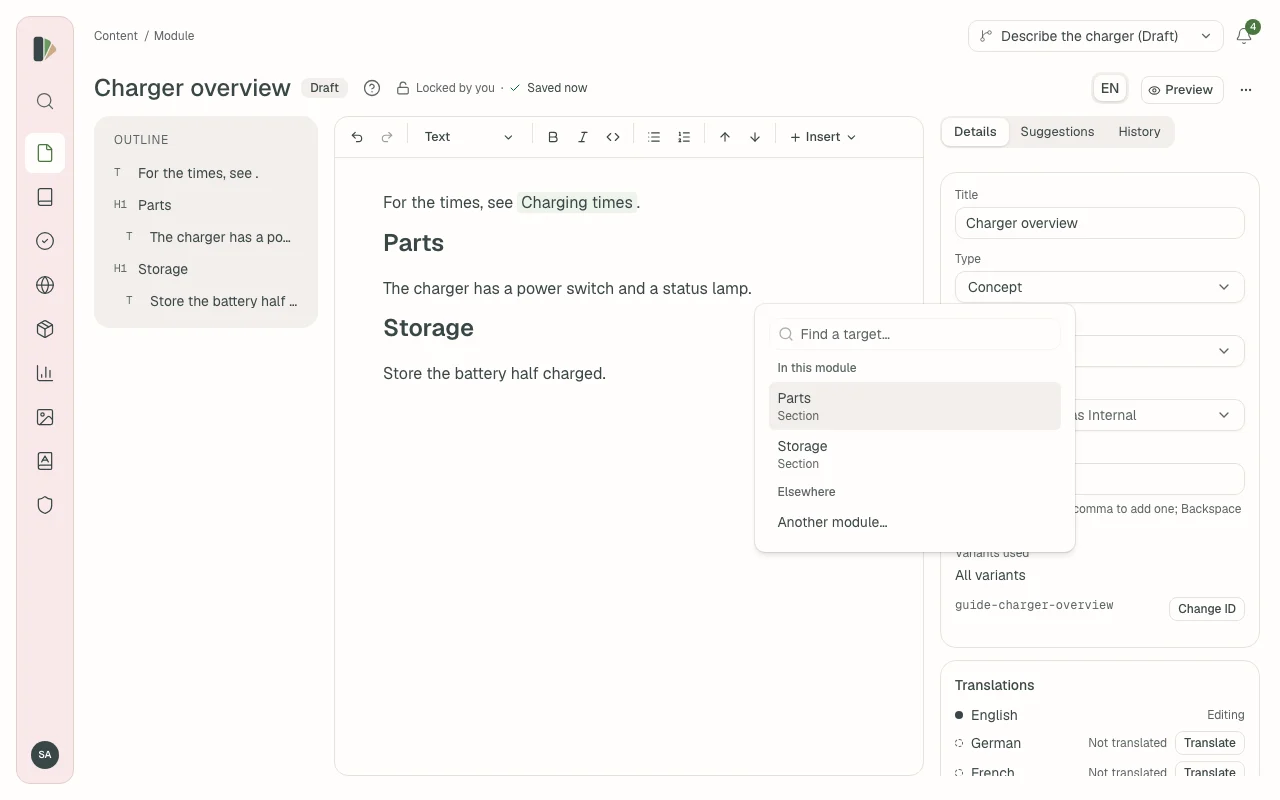 Content / Module
Describe the charger (Draft)
4
Charger overview
Draft
Locked by you · Saved now
EN
Preview
OUTLINE
T For the times, see .
H1 Parts
T The charger has a po…
H1 Storage
T Store the battery half …
Text
Insert
For the times, see Charging times .
Parts
The charger has a power switch and a status lamp.
Storage
Store the battery half charged.
Find a target…
In this module
Parts
Section
Storage
Section
Elsewhere
Another module…
Details Suggestions History
Title
Charger overview
Type
Concept
as Internal
comma to add one; Backspace
Variants used
All variants
guide-charger-overview
Change ID
Translations
English Editing
German Not translated Translate
French Not translated Translate
SA